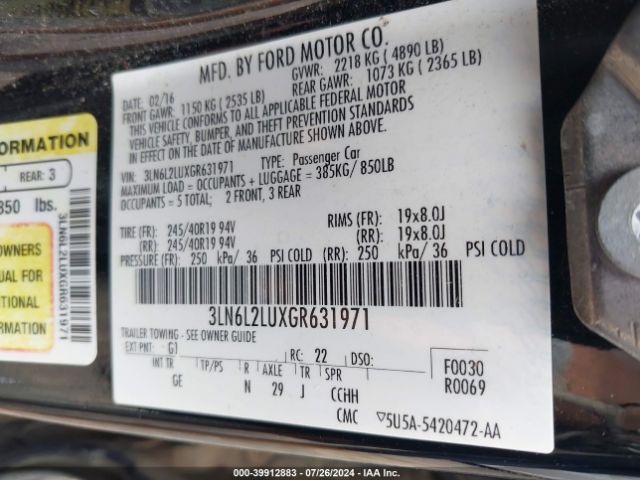 MFD. BY FORD MOTOR CO.
DATE: 02/16
GVWR: 2218 KG ( 4890 LB)
FRONT GAWR: 1150 KG ( 2535 LB)
REAR GAWR: 1073 KG ( 2365 LB)
THIS VEHICLE CONFORMS TO ALL APPLICABLE FEDERAL MOTOR
VEHICLE SAFETY, BUMPER, AND THEFT PREVENTION STANDARDS
IN EFFECT ON THE DATE OF MANUFACTURE SHOWN ABOVE.
VIN: 3LN6L2LUXGR631971 TYPE: Passenger Car
MAXIMUM LOAD = OCCUPANTS + LUGGAGE = 385KG/ 850LB
OCCUPANTS = 5 TOTAL; 2 FRONT, 3 REAR
TIRE (FR): 245/40R19 94V RIMS (FR): 19x8.0J
(RR): 245/40R19 94V (RR): 19x8.0J
PRESSURE (FR): 250 kPa/ 36 PSI COLD (RR): 250 kPa/ 36 PSI COLD
3LN6L2LUXGR631971
TRAILER TOWING - SEE OWNER GUIDE
EXT PNT: G1 RC: 22 DSO: F0030
INT TR TP/PS R AXLE TR SPR R0069
GE N 29 J CCHH
CMC ▽5U5A-5420472-AA
ORMATION
REAR: 3
850 lbs.
OWNERS
UAL FOR
TIONAL
MATION
3LN6L2LUXGR631971
000-39912883 / 07/26/2024 / IAA Inc.